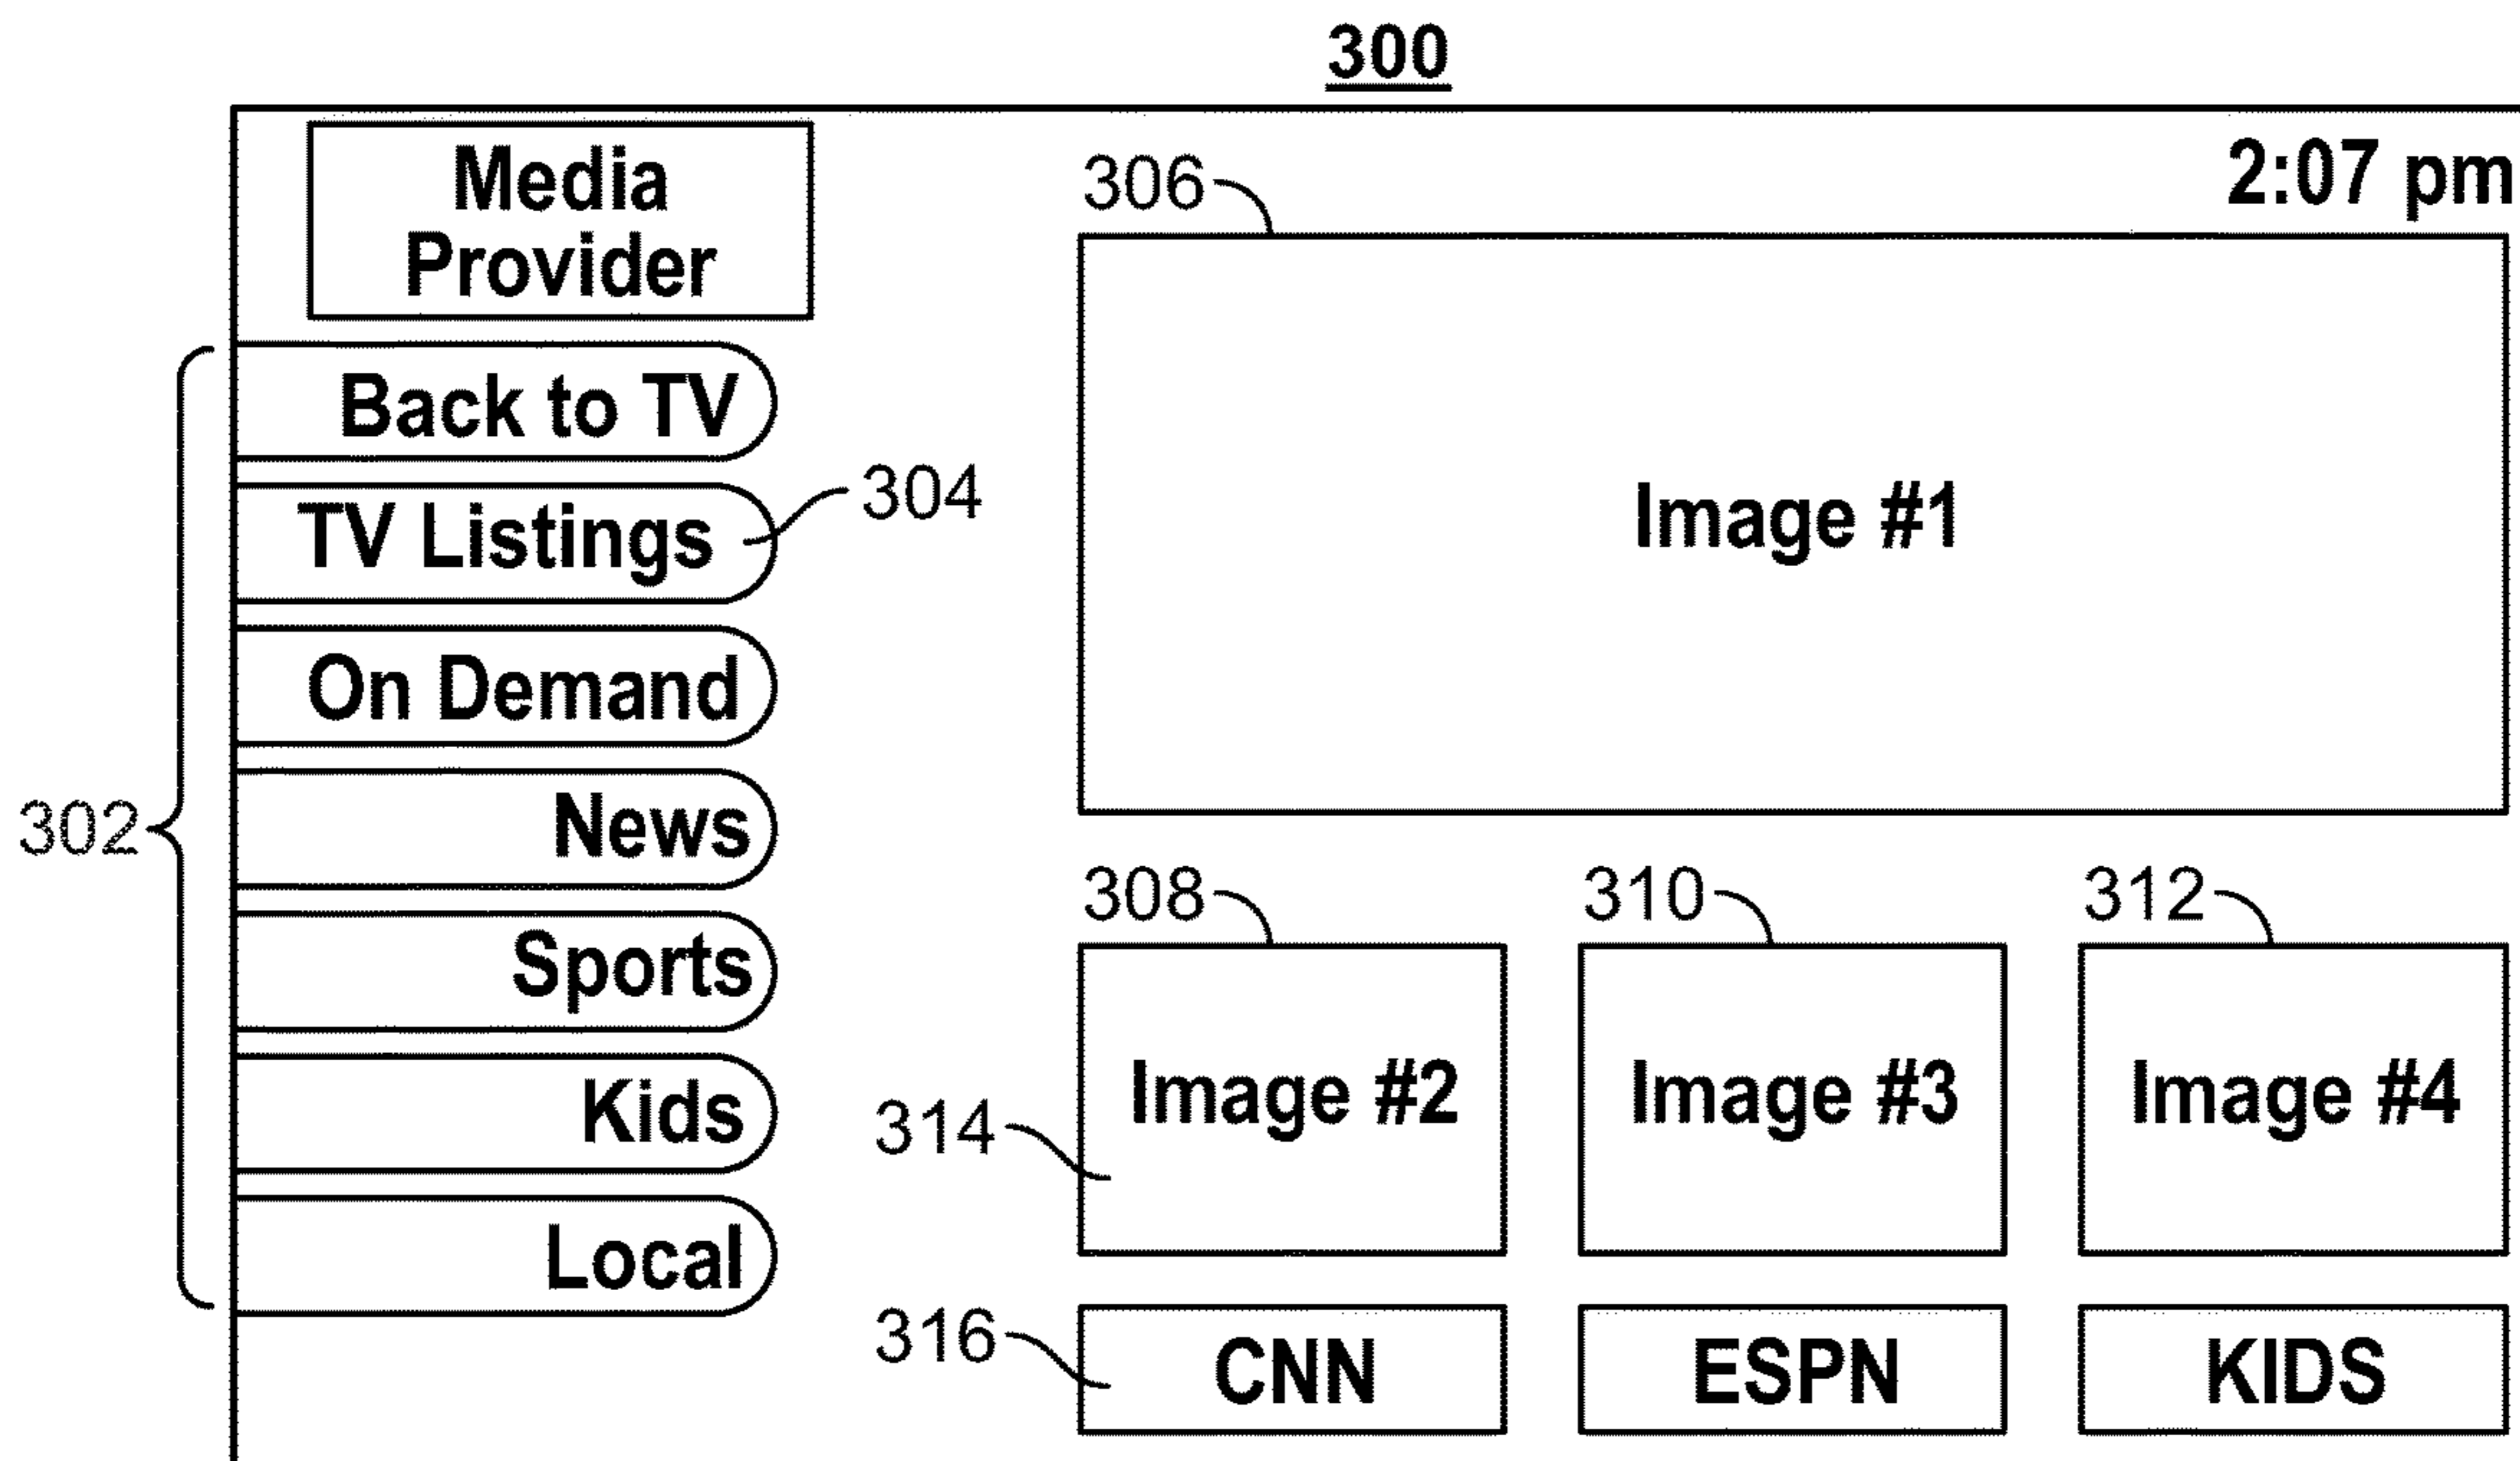 300
Media
Provider
2:07 pm
306
Back to TV
TV Listings
304
Image #1
On Demand
302
News
308
310
312
Sports
Kids
314
Image #2
Image #3
Image #4
Local
316
CNN
ESPN
KIDS